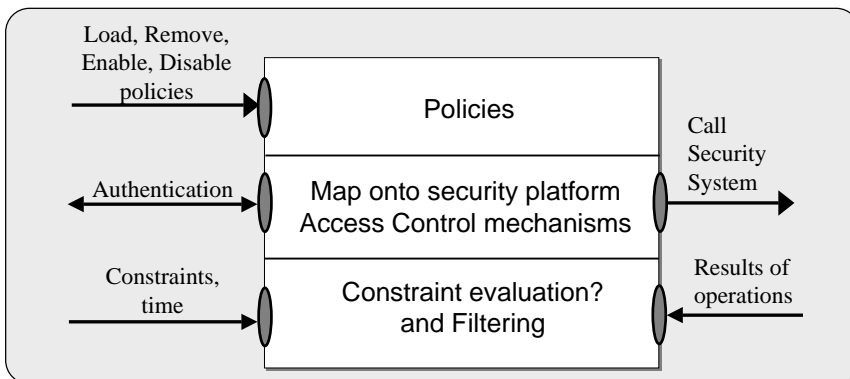 Load, Remove,
Enable, Disable
policies
Policies
Call
Security
System
Authentication
Map onto security platform
Access Control mechanisms
Constraints,
time
Constraint evaluation?
and Filtering
Results of
operations